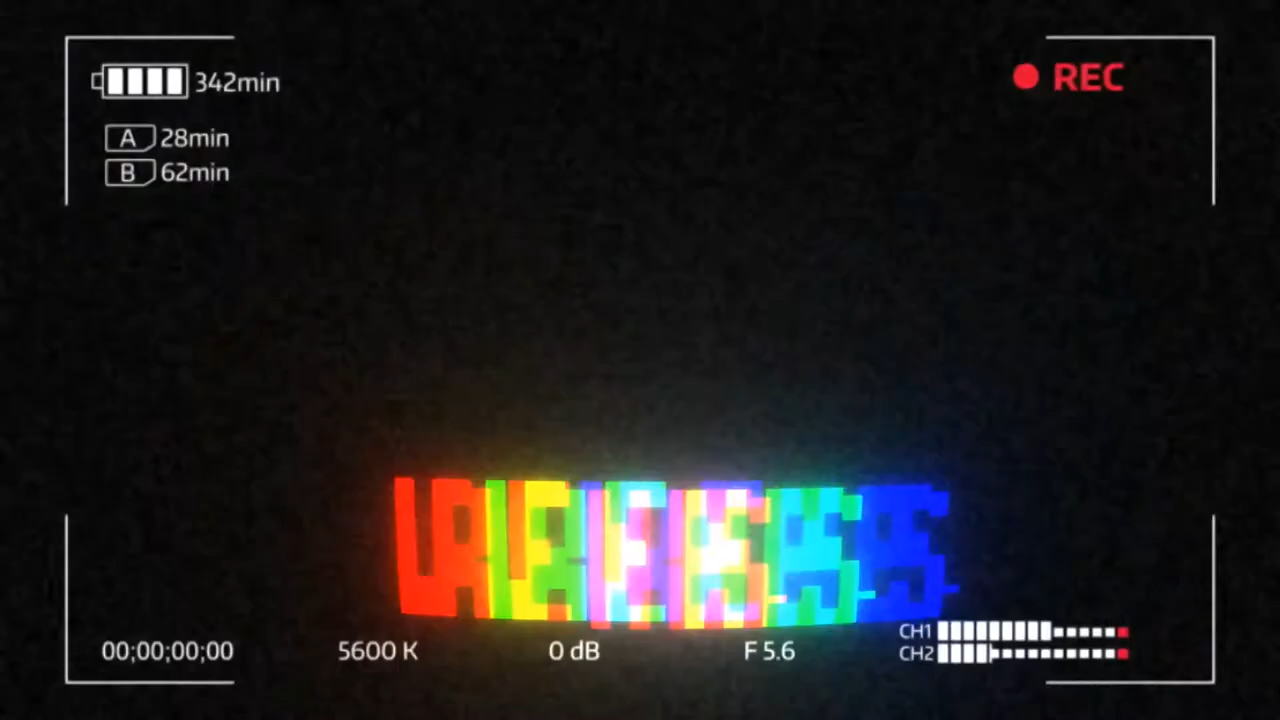 342min
REC
A 28min
B 62min
00;00;00;00
5600 K
0 dB
F 5.6
CH1
CH2